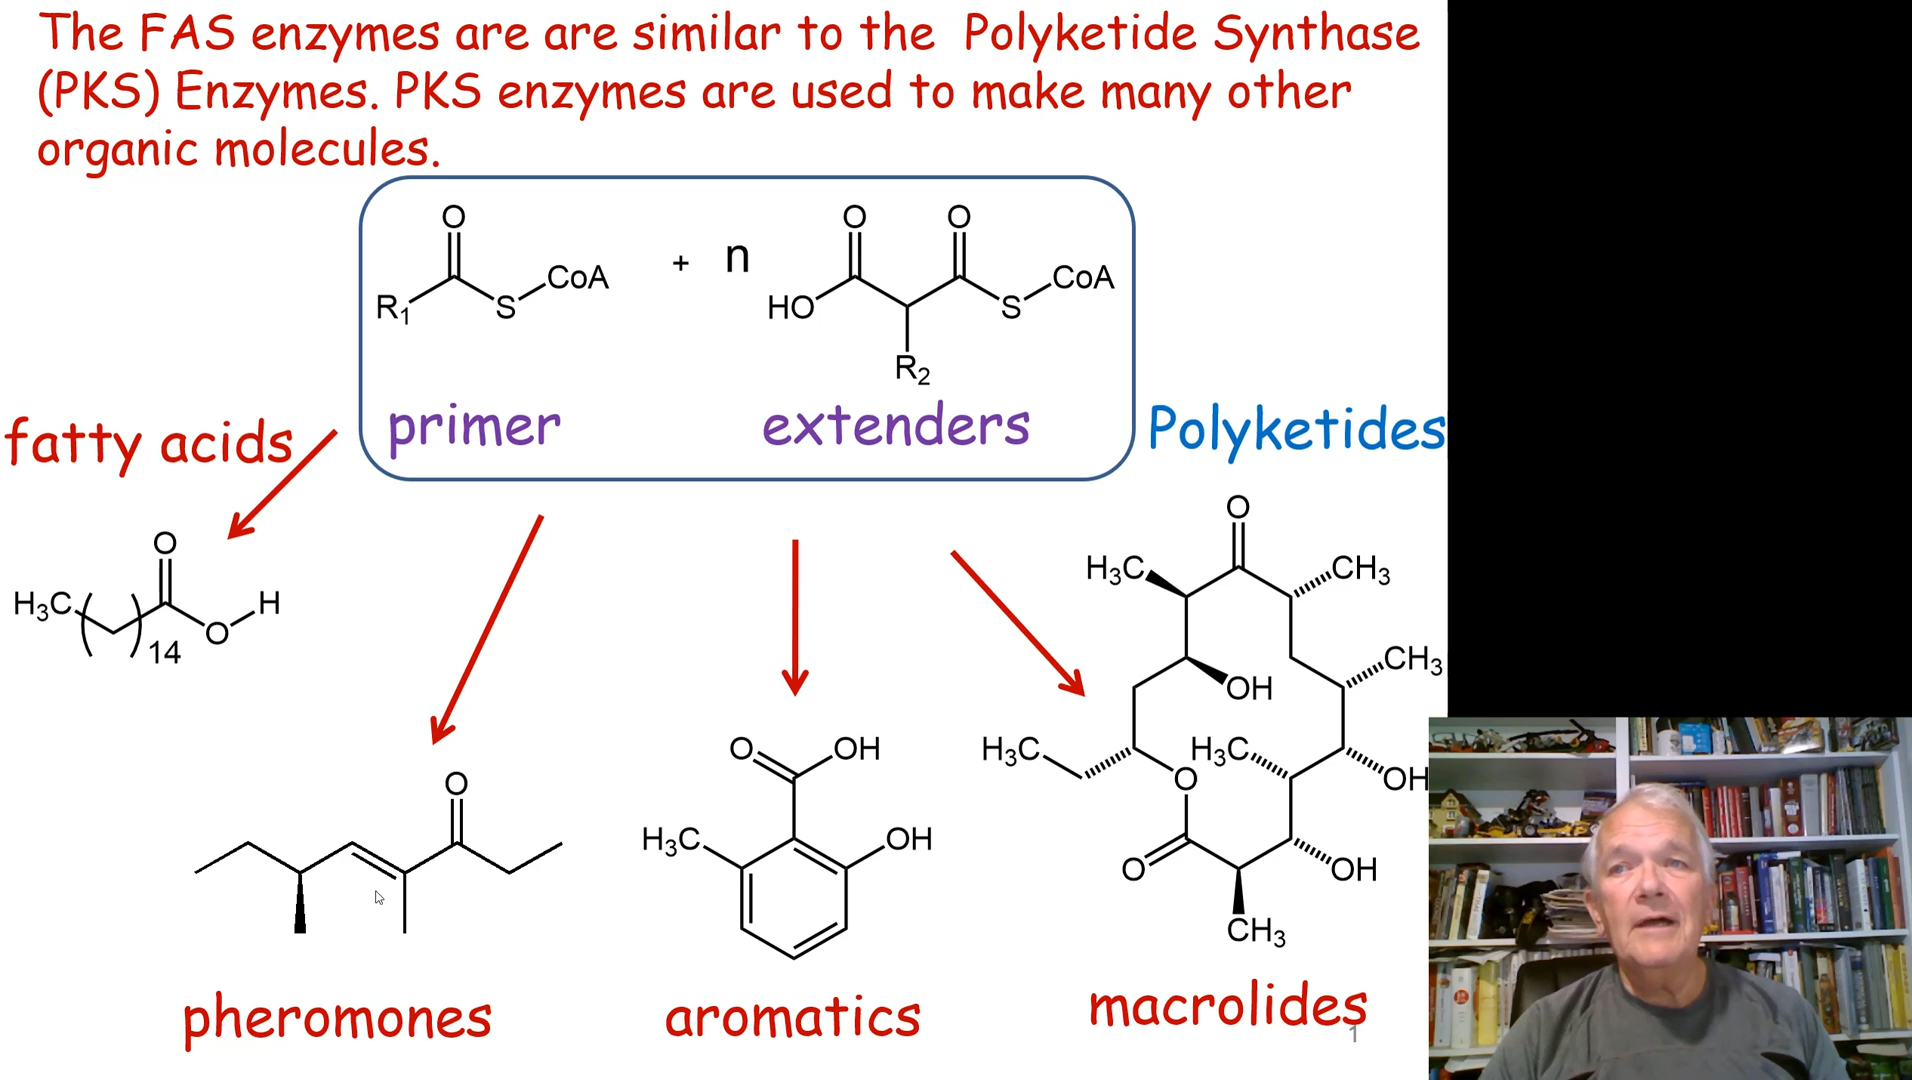 The FAS enzymes are are similar to the Polyketide Synthase
(PKS) Enzymes. PKS enzymes are used to make many other
organic molecules.
O
R1
S
CoA
+ n
O
O
HO
R2
S
CoA
primer
extenders
fatty acids
Polyketides
O
H3C
14
O
H
O
O
OH
H3C
OH
O
H3C
CH3
CH3
OH
H3C
H3C
O
OH
O
OH
CH3
pheromones
aromatics
macrolides
1